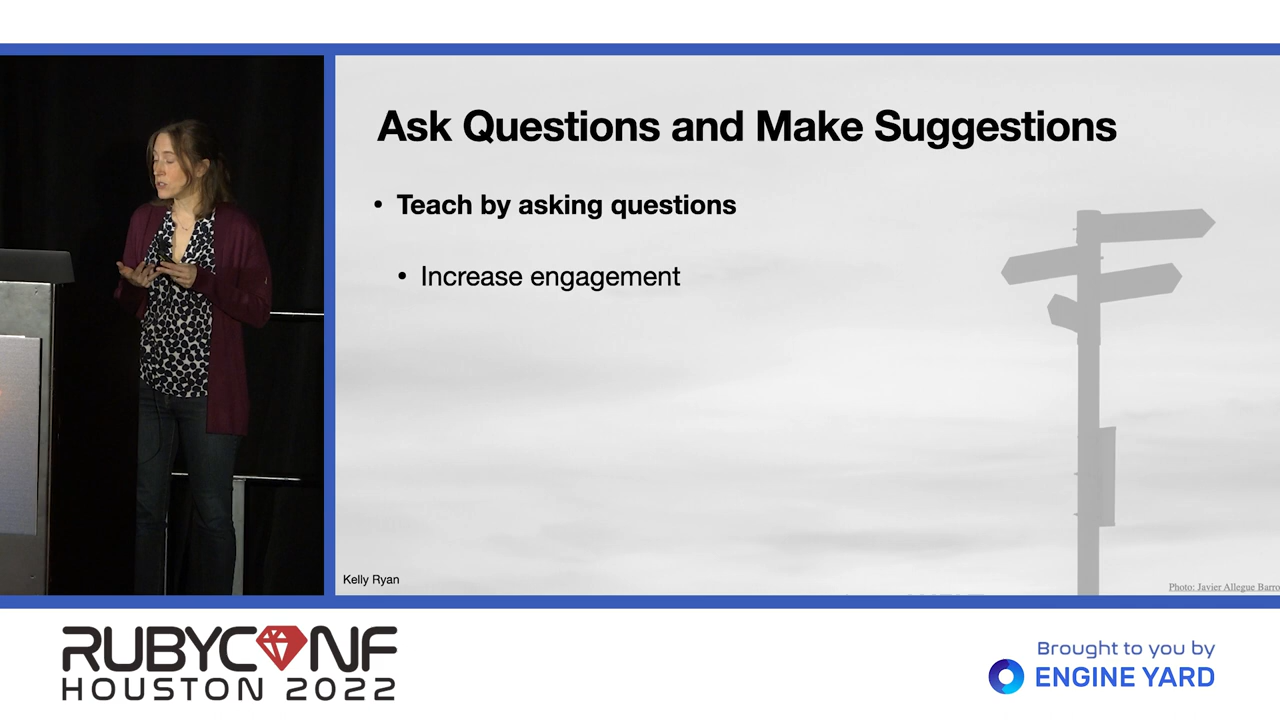 Ask Questions and Make Suggestions
• Teach by asking questions
• Increase engagement
Kelly Ryan
Photo: Javier Allegue Barro
RUBYCONF
HOUSTON 2022
Brought to you by
ENGINE YARD